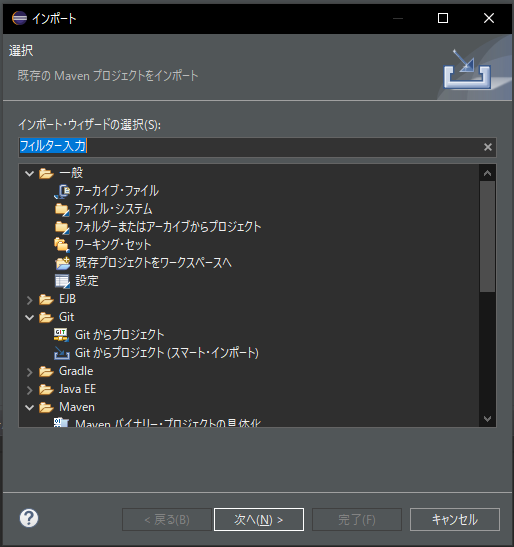 インポート
選択
既存の Maven プロジェクトをインポート
インポート・ウィザードの選択(S):
フィルター入力
一般
アーカイブ・ファイル
ファイル・システム
フォルダーまたはアーカイブからプロジェクト
ワーキング・セット
既存プロジェクトをワークスペースへ
設定
EJB
Git
Git からプロジェクト
Git からプロジェクト (スマート・インポート)
Gradle
Java EE
Maven
Maven バイナリー・プロジェクトの具体化
< 戻る(B)
次へ(N) >
完了(F)
キャンセル